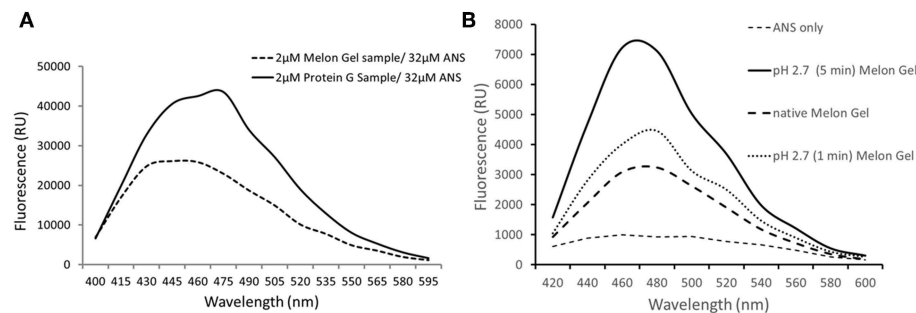 A
2µM Melon Gel sample/ 32µM ANS
2µM Protein G Sample/ 32µM ANS
Fluorescence (RU)
50000
40000
30000
20000
10000
0
400 415 430 445 460 475 490 505 520 535 550 565 580 595
Wavelength (nm)
B
ANS only
pH 2.7 (5 min) Melon Gel
native Melon Gel
pH 2.7 (1 min) Melon Gel
Fluorescence (RU)
8000
7000
6000
5000
4000
3000
2000
1000
0
420 440 460 480 500 520 540 560 580 600
Wavelength (nm)